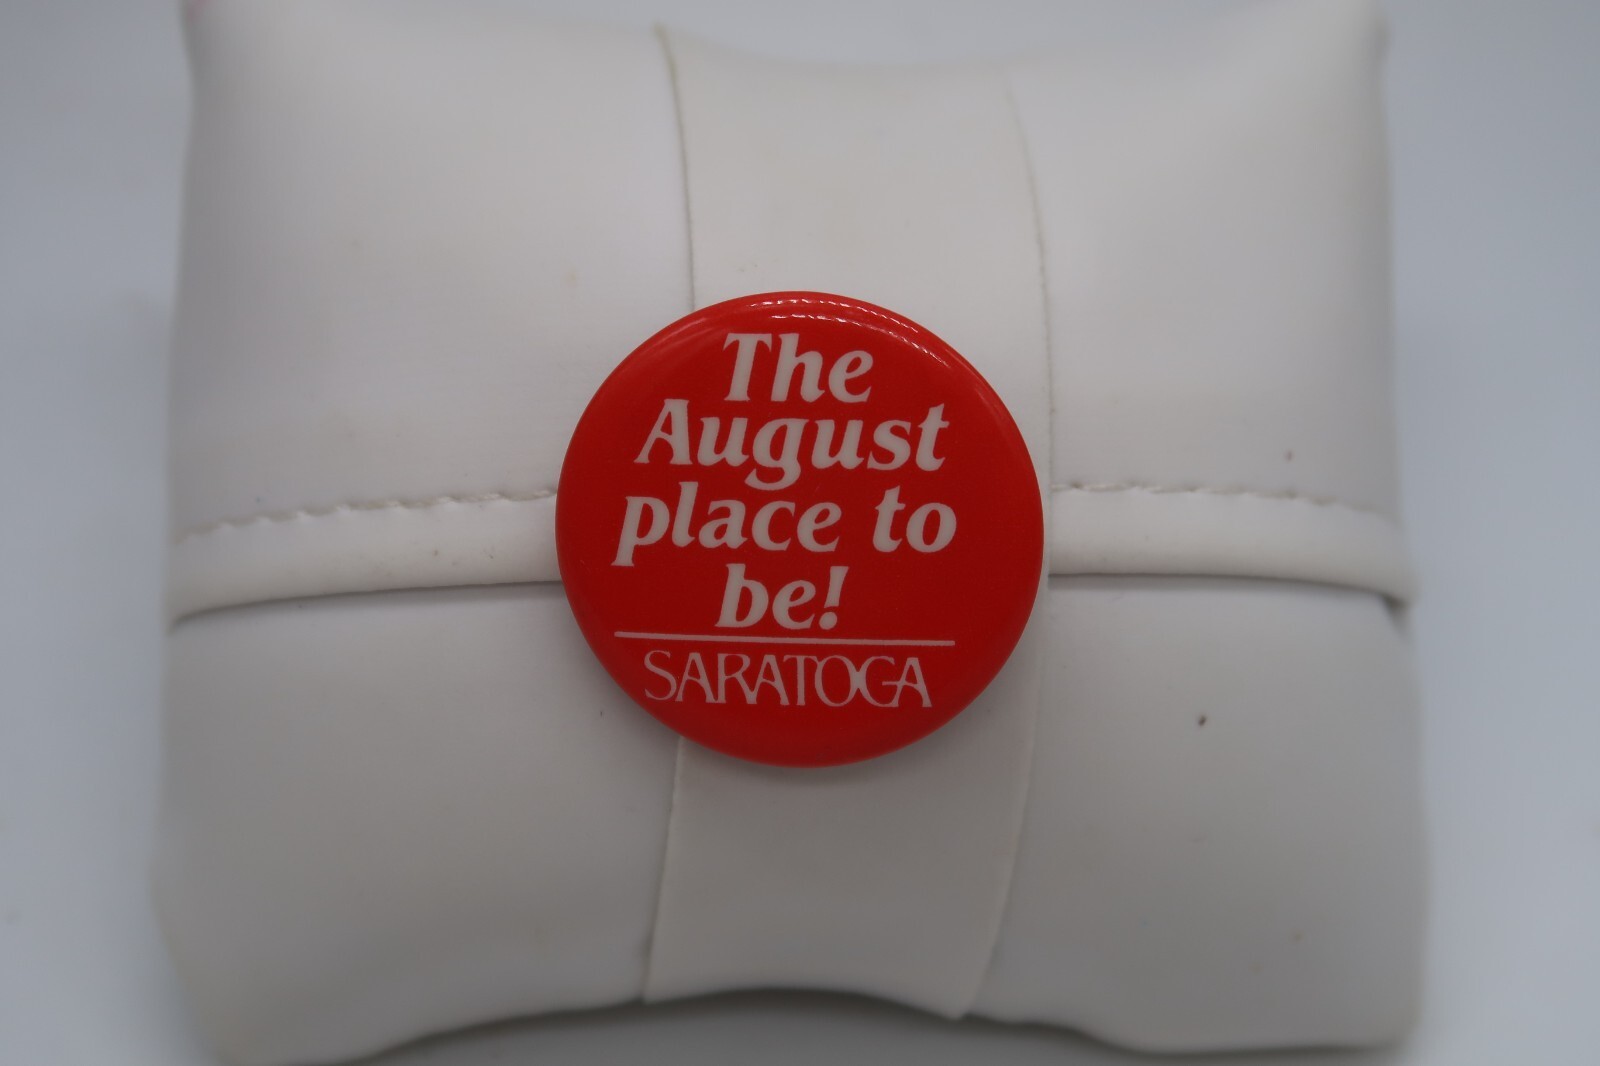 The
August
place to
be!
SARATOGA